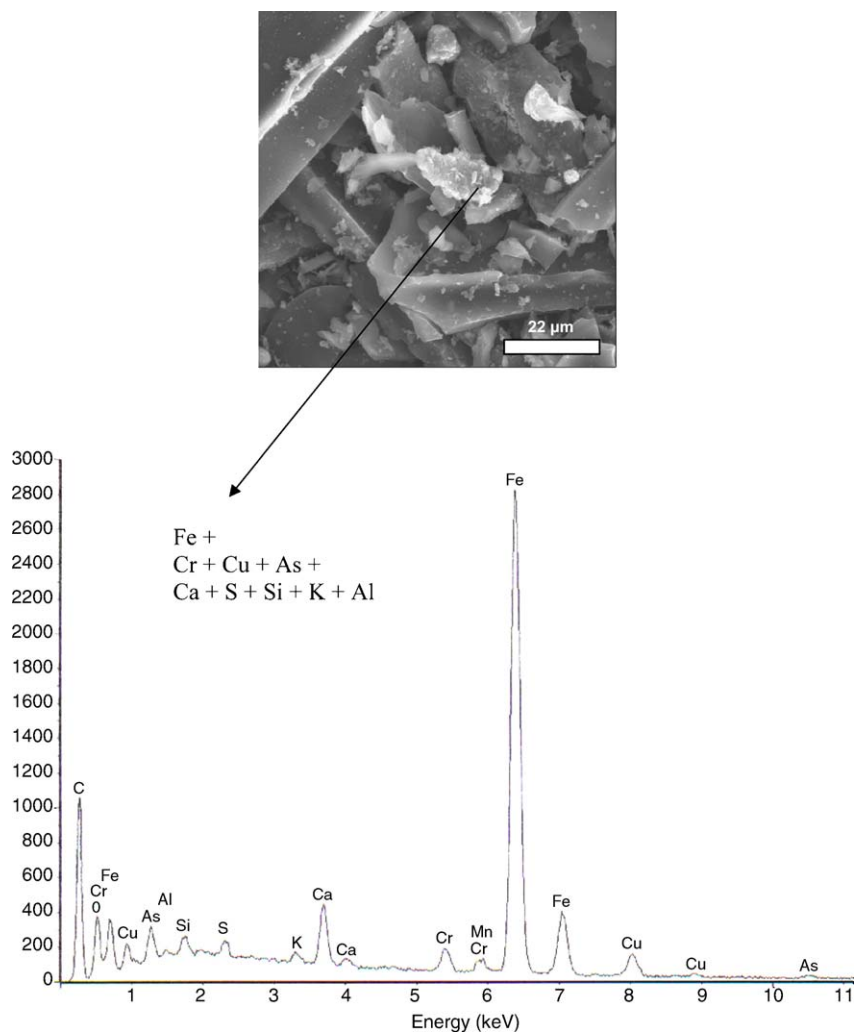 22 µm
Fe +
Cr + Cu + As +
Ca + S + Si + K + Al
3000
2800
2600
2400
2200
2000
1800
1600
1400
1200
1000
800
600
400
200
0
C
Cr
0
Fe
Cu
As
Al
Si
S
K
Ca
Ca
Cr
Mn
Cr
Fe
Fe
Cu
Cu
As
1 2 3 4 5 6 7 8 9 10 11
Energy (keV)